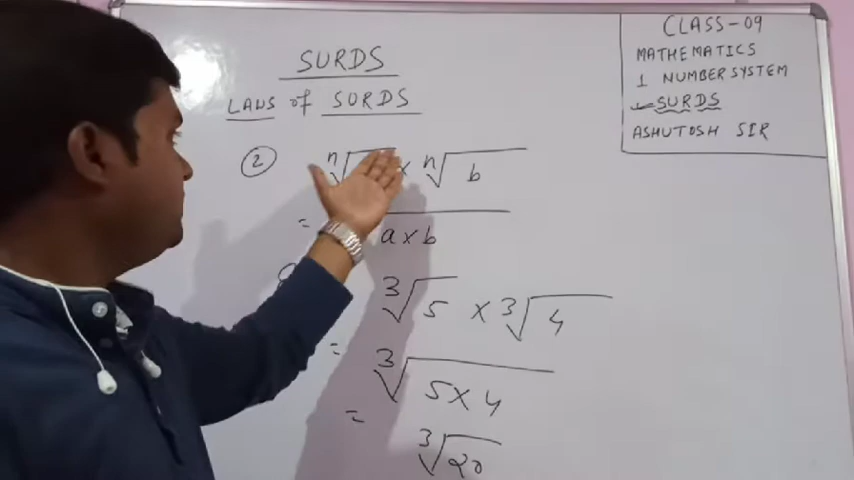 SURDS
LAWS of SURDS
② ⁿ√ × ⁿ√b
= a×b
³√5 × ³√4
= ³√5×4
= ³√20
CLASS-09
MATHEMATICS
1 NUMBER SYSTEM
✓SURDS
ASHUTOSH SIR